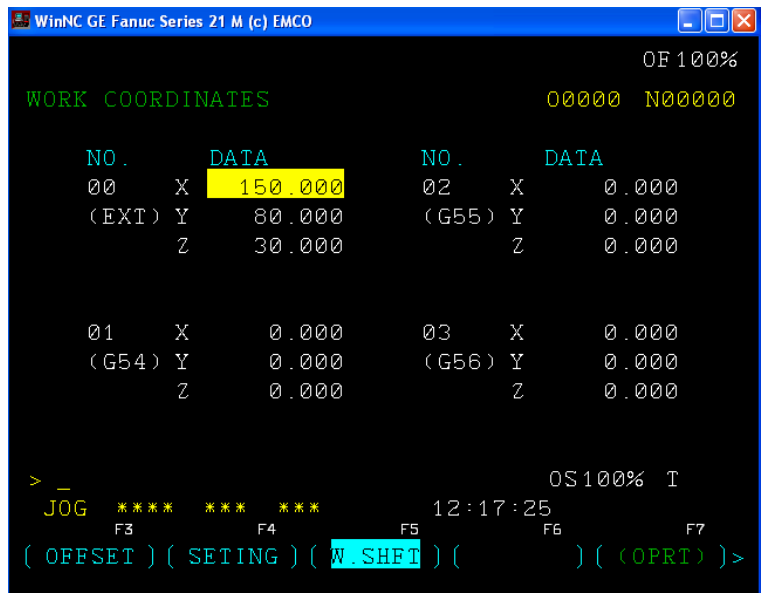 WinNC GE Fanuc Series 21 M (c) EMCO
OF100%
WORK COORDINATES O0000 N00000
NO. DATA NO. DATA
00 X 150.000 02 X 0.000
(EXT) Y 80.000 (G55) Y 0.000
Z 30.000 Z 0.000
01 X 0.000 03 X 0.000
(G54) Y 0.000 (G56) Y 0.000
Z 0.000 Z 0.000
> _ OS100% T
JOG **** *** *** 12:17:25
F3 F4 F5 F6 F7
( OFFSET ) ( SETING ) ( W.SHFT ) ( ) ( (OPRT) ) >